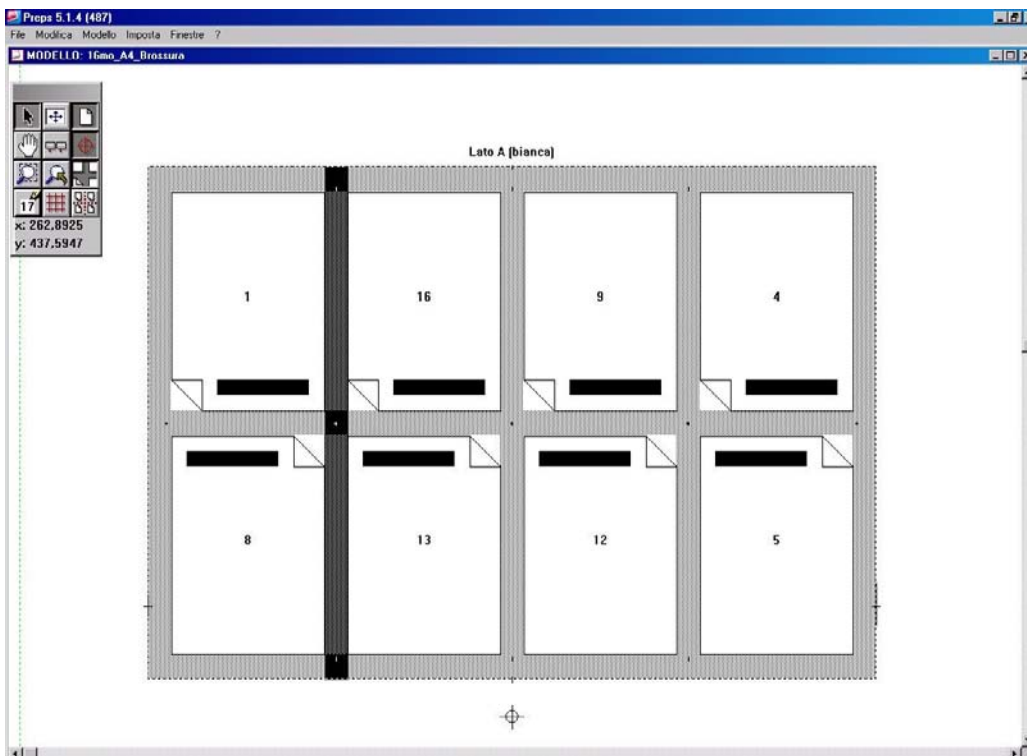 Preps 5.1.4 (487)
File Modifica Modello Imposta Finestre ?
MODELLO: 16mo_A4_Brossura
17
x: 262,8925
y: 437,5947
Lato A (bianca)
1 16 9 4
8 13 12 5